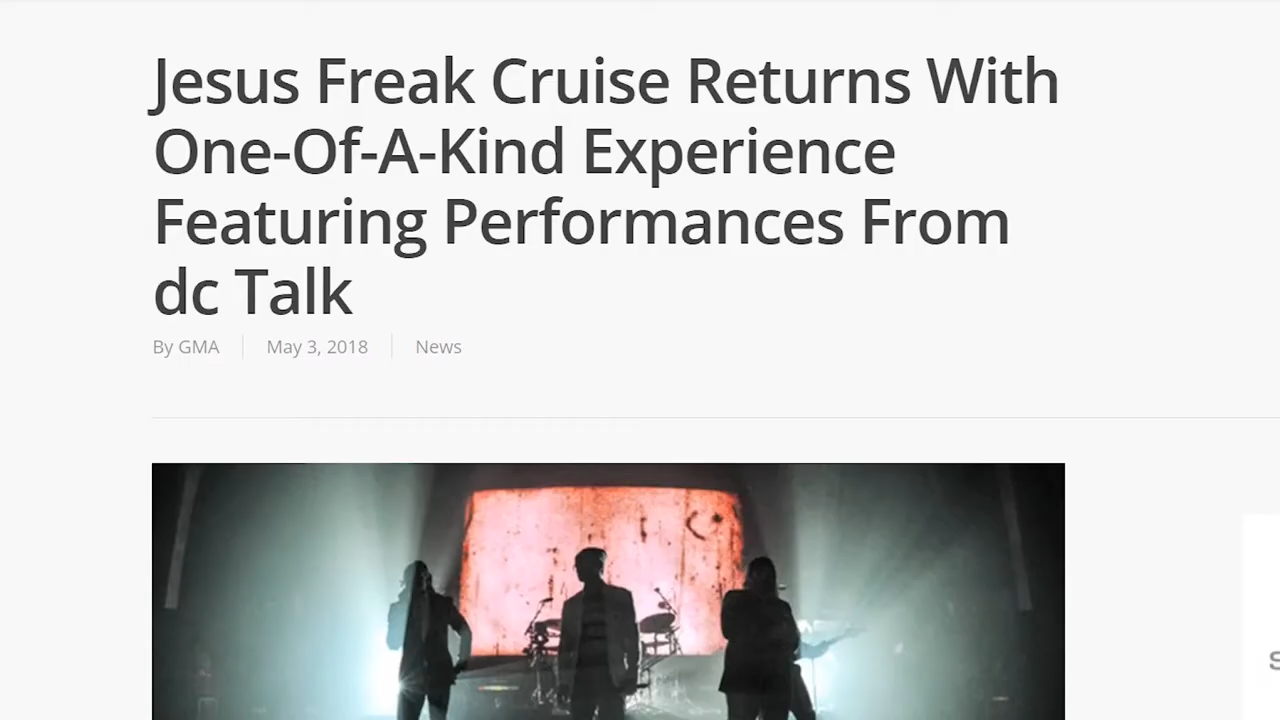 Jesus Freak Cruise Returns With
One-Of-A-Kind Experience
Featuring Performances From
dc Talk
By GMA May 3, 2018 News